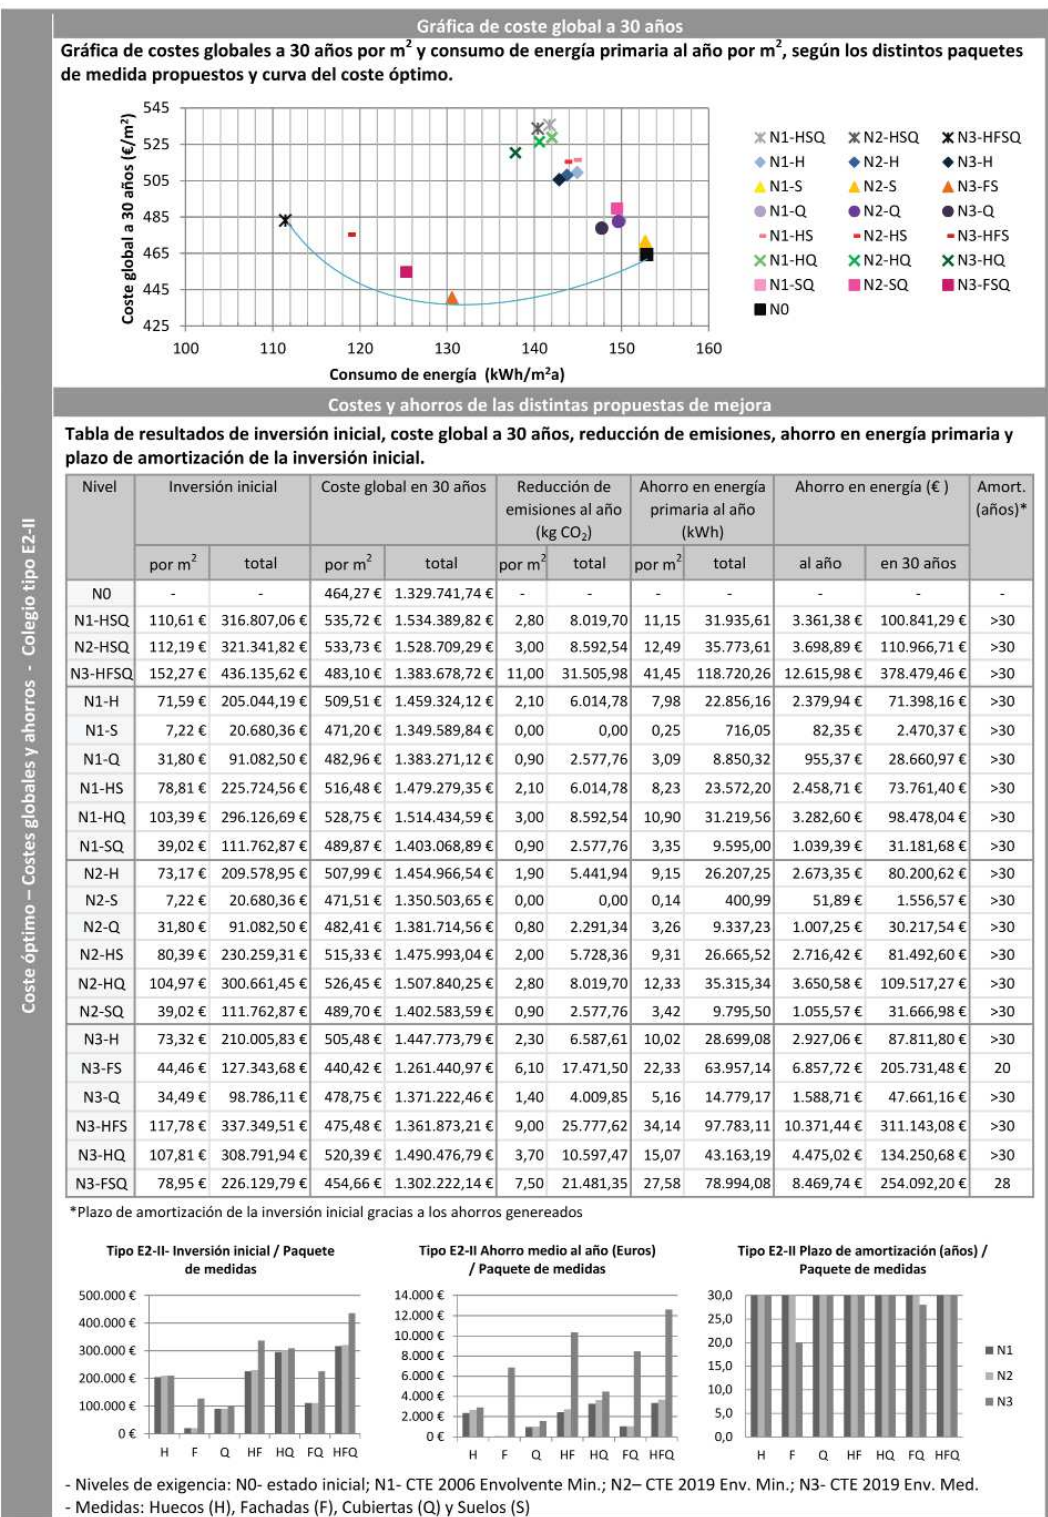 Gráfica de coste global a 30 años
Gráfica de costes globales a 30 años por m² y consumo de energía primaria al año por m², según los distintos paquetes
de medida propuestos y curva del coste óptimo.
Coste global a 30 años (€/m²)
545
525
505
485
465
445
425
100 110 120 130 140 150 160
Consumo de energía (kWh/m²a)
N1-HSQ N2-HSQ N3-HFSQ
N1-H N2-H N3-H
N1-S N2-S N3-FS
N1-Q N2-Q N3-Q
N1-HS N2-HS N3-HFS
N1-HQ N2-HQ N3-HQ
N1-SQ N2-SQ N3-FSQ
N0
Costes y ahorros de las distintas propuestas de mejora
Tabla de resultados de inversión inicial, coste global a 30 años, reducción de emisiones, ahorro en energía primaria y
plazo de amortización de la inversión inicial.
Nivel Inversión inicial Coste global en 30 años Reducción de emisiones al año (kg CO₂) Ahorro en energía primaria al año (kWh) Ahorro en energía (€ ) Amort. (años)*
por m² total por m² total por m² total por m² total al año en 30 años
N0 - - 464,27 € 1.329.741,74 € - - - - - - -
N1-HSQ 110,61 € 316.807,06 € 535,72 € 1.534.389,82 € 2,80 8.019,70 11,15 31.935,61 3.361,38 € 100.841,29 € >30
N2-HSQ 112,19 € 321.341,82 € 533,73 € 1.528.709,29 € 3,00 8.592,54 12,49 35.773,61 3.698,89 € 110.966,71 € >30
N3-HFSQ 152,27 € 436.135,62 € 483,10 € 1.383.678,72 € 11,00 31.505,98 41,45 118.720,26 12.615,98 € 378.479,46 € >30
N1-H 71,59 € 205.044,19 € 509,51 € 1.459.324,12 € 2,10 6.014,78 7,98 22.856,16 2.379,94 € 71.398,16 € >30
N1-S 7,22 € 20.680,36 € 471,20 € 1.349.589,84 € 0,00 0,00 0,25 716,05 82,35 € 2.470,37 € >30
N1-Q 31,80 € 91.082,50 € 482,96 € 1.383.271,12 € 0,90 2.577,76 3,09 8.850,32 955,37 € 28.660,97 € >30
N1-HS 78,81 € 225.724,56 € 516,48 € 1.479.279,35 € 2,10 6.014,78 8,23 23.572,20 2.458,71 € 73.761,40 € >30
N1-HQ 103,39 € 296.126,69 € 528,75 € 1.514.434,59 € 3,00 8.592,54 10,90 31.219,56 3.282,60 € 98.478,04 € >30
N1-SQ 39,02 € 111.762,87 € 489,87 € 1.403.068,89 € 0,90 2.577,76 3,35 9.595,00 1.039,39 € 31.181,68 € >30
N2-H 73,17 € 209.578,95 € 507,99 € 1.454.966,54 € 1,90 5.441,94 9,15 26.207,25 2.673,35 € 80.200,62 € >30
N2-S 7,22 € 20.680,36 € 471,51 € 1.350.503,65 € 0,00 0,00 0,14 400,99 51,89 € 1.556,57 € >30
N2-Q 31,80 € 91.082,50 € 482,41 € 1.381.714,56 € 0,80 2.291,34 3,26 9.337,23 1.007,25 € 30.217,54 € >30
N2-HS 80,39 € 230.259,31 € 515,33 € 1.475.993,04 € 2,00 5.728,36 9,31 26.665,52 2.716,42 € 81.492,60 € >30
N2-HQ 104,97 € 300.661,45 € 526,45 € 1.507.840,25 € 2,80 8.019,70 12,33 35.315,34 3.650,58 € 109.517,27 € >30
N2-SQ 39,02 € 111.762,87 € 489,70 € 1.402.583,59 € 0,90 2.577,76 3,42 9.795,50 1.055,57 € 31.666,98 € >30
N3-H 73,32 € 210.005,83 € 505,48 € 1.447.773,79 € 2,30 6.587,61 10,02 28.699,08 2.927,06 € 87.811,80 € >30
N3-FS 44,46 € 127.343,68 € 440,42 € 1.261.440,97 € 6,10 17.471,50 22,33 63.957,14 6.857,72 € 205.731,48 € 20
N3-Q 34,49 € 98.786,11 € 478,75 € 1.371.222,46 € 1,40 4.009,85 5,16 14.779,17 1.588,71 € 47.661,16 € >30
N3-HFS 117,78 € 337.349,51 € 475,48 € 1.361.873,21 € 9,00 25.777,62 34,14 97.783,11 10.371,44 € 311.143,08 € >30
N3-HQ 107,81 € 308.791,94 € 520,39 € 1.490.476,79 € 3,70 10.597,47 15,07 43.163,19 4.475,02 € 134.250,68 € >30
N3-FSQ 78,95 € 226.129,79 € 454,66 € 1.302.222,14 € 7,50 21.481,35 27,58 78.994,08 8.469,74 € 254.092,20 € 28
*Plazo de amortización de la inversión inicial gracias a los ahorros genereados
Tipo E2-II- Inversión inicial / Paquete
de medidas
500.000 €
400.000 €
300.000 €
200.000 €
100.000 €
0 €
H F Q HF HQ FQ HFQ
Tipo E2-II Ahorro medio al año (Euros)
/ Paquete de medidas
14.000 €
12.000 €
10.000 €
8.000 €
6.000 €
4.000 €
2.000 €
0 €
H F Q HF HQ FQ HFQ
Tipo E2-II Plazo de amortización (años) /
Paquete de medidas
30,0
25,0
20,0
15,0
10,0
5,0
0,0
H F Q HF HQ FQ HFQ
N1
N2
N3
- Niveles de exigencia: N0- estado inicial; N1- CTE 2006 Envolvente Min.; N2– CTE 2019 Env. Min.; N3- CTE 2019 Env. Med.
- Medidas: Huecos (H), Fachadas (F), Cubiertas (Q) y Suelos (S)
Coste óptimo – Costes globales y ahorros - Colegio tipo E2-II